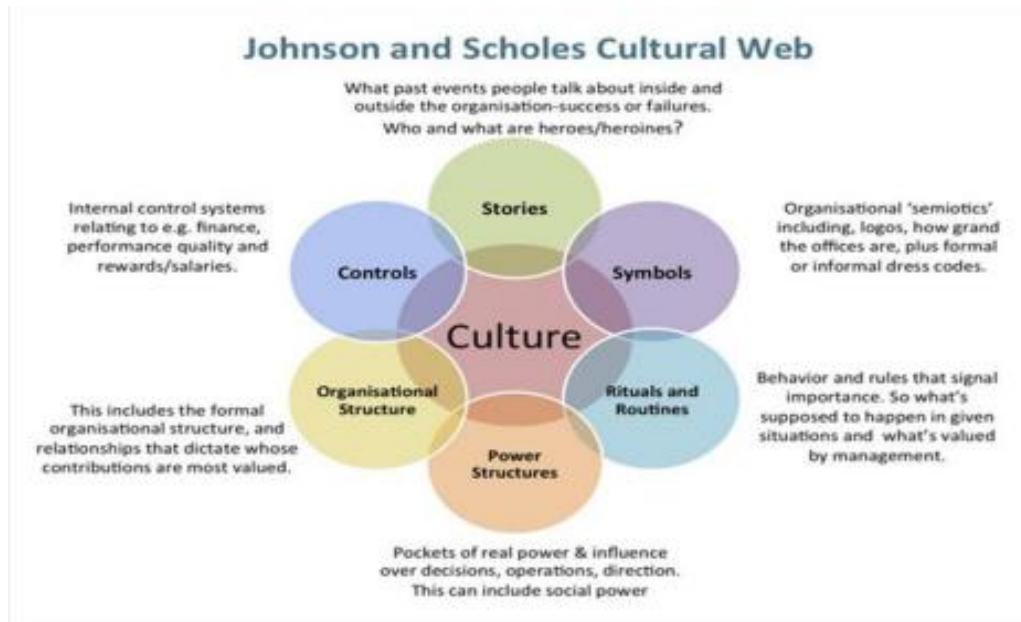 Johnson and Scholes Cultural Web
What past events people talk about inside and
outside the organisation-success or failures.
Who and what are heroes/heroines?
Stories
Internal control systems
relating to e.g. finance,
performance quality and
rewards/salaries.
Controls
Symbols
Organisational ‘semiotics’
including, logos, how grand
the offices are, plus formal
or informal dress codes.
Culture
Organisational
Structure
This includes the formal
organisational structure, and
relationships that dictate whose
contributions are most valued.
Rituals and
Routines
Behavior and rules that signal
importance. So what’s
supposed to happen in given
situations and what’s valued
by management.
Power
Structures
Pockets of real power & influence
over decisions, operations, direction.
This can include social power